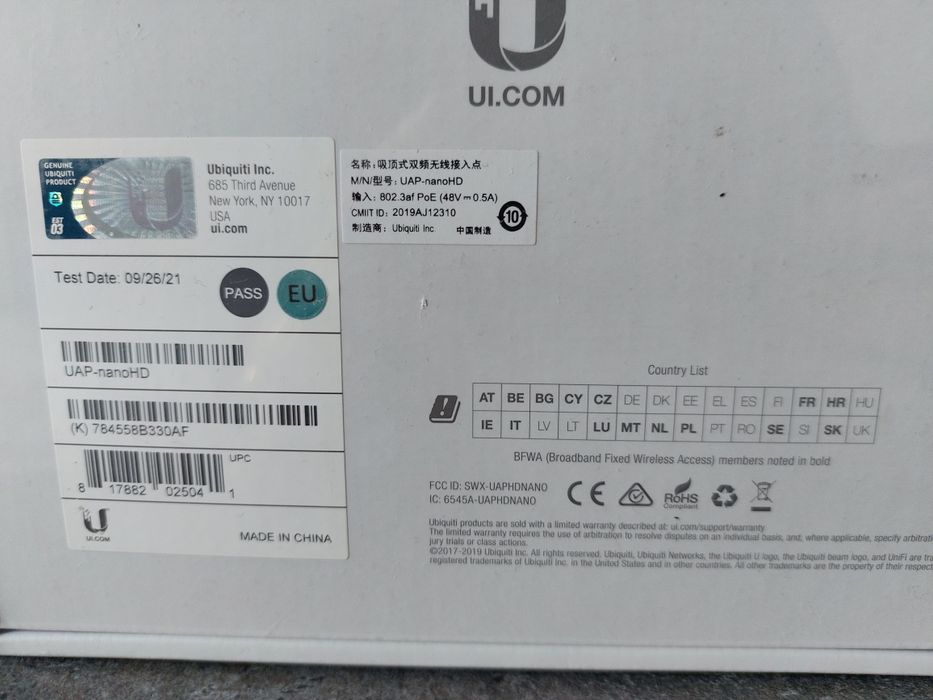 UI.COM
GENUINE
UBIQUITI
PRODUCT
EST
03
Ubiquiti Inc.
685 Third Avenue
New York, NY 10017
USA
ui.com
名称:吸顶式双频无线接入点
M/N/型号: UAP-nanoHD
输入: 802.3af PoE (48V⎓0.5A)
CMIIT ID: 2019AJ12310
制造商: Ubiquiti Inc.
中国制造
10
Test Date: 09/26/21
PASS
EU
UAP-nanoHD
(K) 784558B330AF
UPC
8 17882 02504 1
UI.COM
MADE IN CHINA
Country List
AT BE BG CY CZ DE DK EE EL ES FI FR HR HU
IE IT LV LT LU MT NL PL PT RO SE SI SK UK
BFWA (Broadband Fixed Wireless Access) members noted in bold
FCC ID: SWX-UAPHDNANO
IC: 6545A-UAPHDNANO
CE
RoHS
Compliant
Ubiquiti products are sold with a limited warranty described at: ui.com/support/warranty
The limited warranty requires the use of arbitration to resolve disputes on an individual basis, and, where applicable, specify arbitrati
jury trials or class actions.
©2017-2019 Ubiquiti Inc. All rights reserved. Ubiquiti, Ubiquiti Networks, the Ubiquiti U logo, the Ubiquiti beam logo, and UniFi are tra
registered trademarks of Ubiquiti Inc. in the United States and in other countries. All other trademarks are the property of their respect